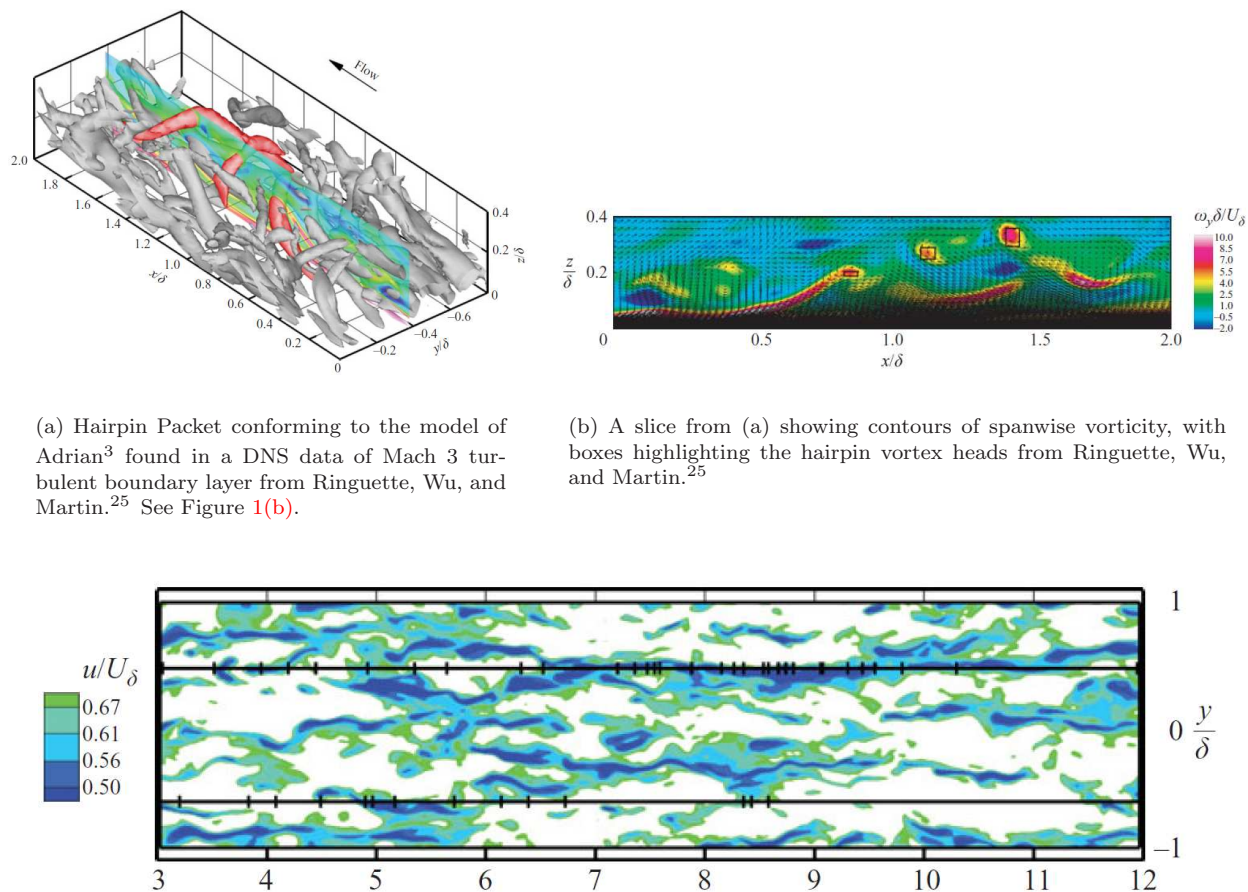 Flow
2.0
1.8
1.6
1.4
1.2
1.0
0.8
0.6
0.4
0.2
0
x/δ
−0.2
−0.4
−0.6
y/δ
0.4
0.2
0
z/δ
0.4
0.2
0
z/δ
0
0.5
1.0
1.5
2.0
x/δ
ω_y δ/U_δ
10.0
8.5
7.0
5.5
4.0
2.5
1.0
−0.5
−2.0
(a) Hairpin Packet conforming to the model of
Adrian³ found in a DNS data of Mach 3 tur-
bulent boundary layer from Ringuette, Wu, and
Martin.²⁵ See Figure 1(b).
(b) A slice from (a) showing contours of spanwise vorticity, with
boxes highlighting the hairpin vortex heads from Ringuette, Wu,
and Martin.²⁵
u/U_δ
0.67
0.61
0.56
0.50
1
0
−1
y/δ
3 4 5 6 7 8 9 10 11 12